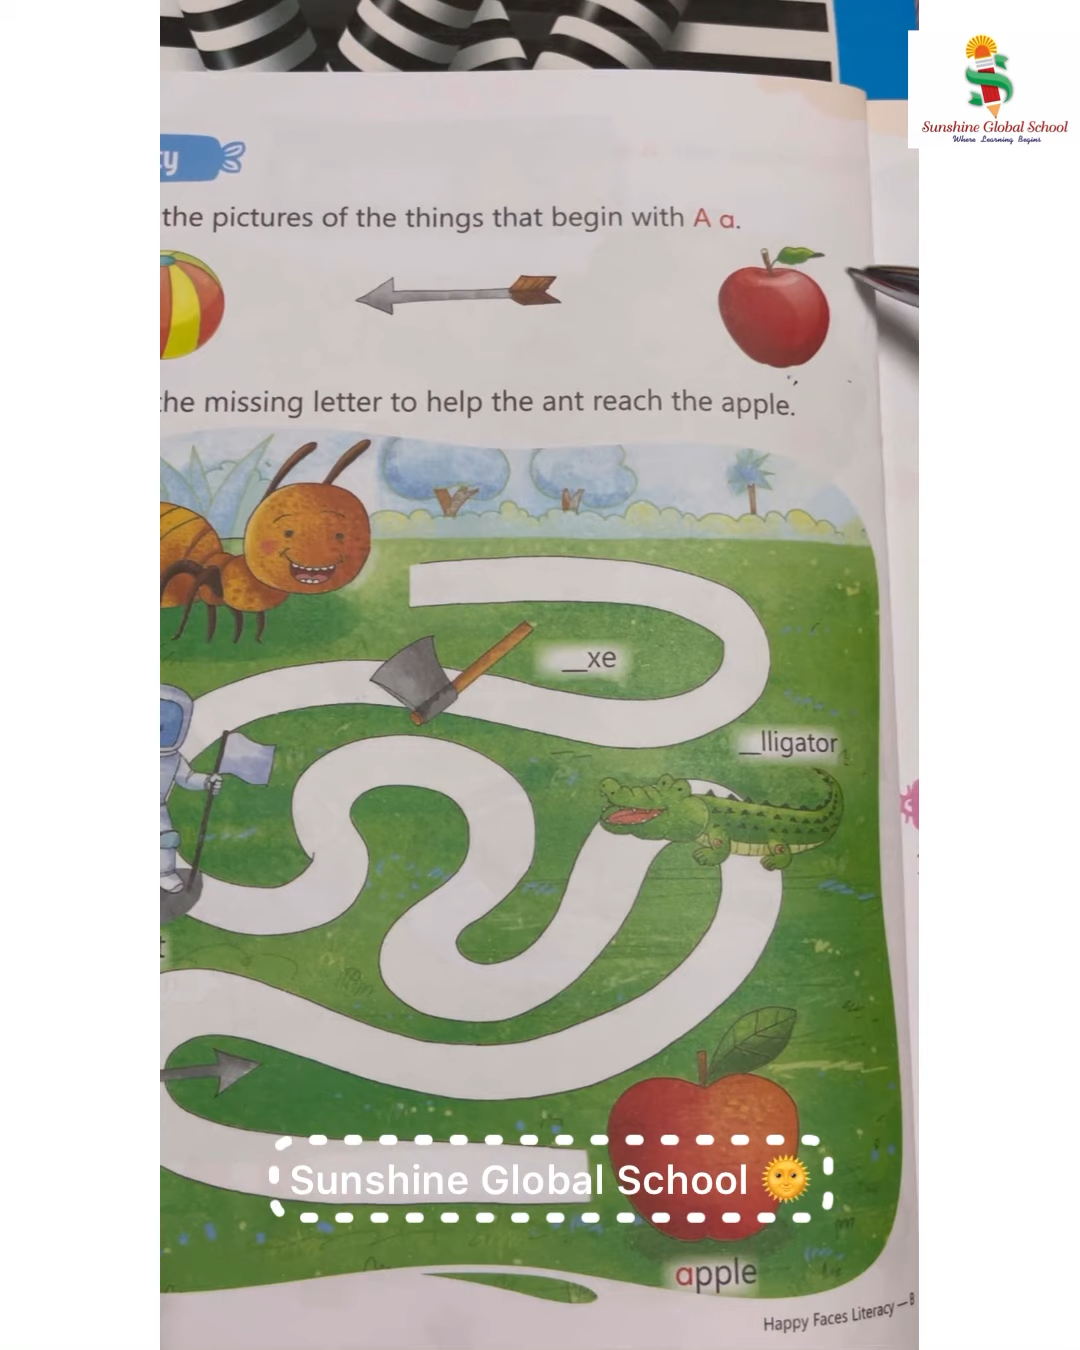 Sunshine Global School
Where Learning Begins
the pictures of the things that begin with A a.
the missing letter to help the ant reach the apple.
__xe
__lligator
Sunshine Global School 🌞
apple
Happy Faces Literacy — B